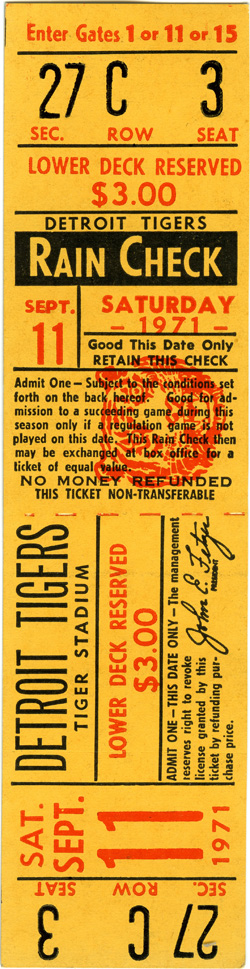 Enter Gates 1 or 11 or 15
27 C 3
SEC. ROW SEAT
LOWER DECK RESERVED
$3.00
DETROIT TIGERS
RAIN CHECK
SEPT. 11
SATURDAY
- 1971 -
Good This Date Only
RETAIN THIS CHECK
Admit One — Subject to the conditions set
forth on the back hereof. Good for ad-
mission to a succeeding game during this
season only if a regulation game is not
played on this date. This Rain Check then
may be exchanged at box office for a
ticket of equal value.
NO MONEY REFUNDED
THIS TICKET NON-TRANSFERABLE
DETROIT TIGERS
TIGER STADIUM
LOWER DECK RESERVED
ADMIT ONE — THIS DATE ONLY — The management
reserves right to revoke
license granted by this
ticket by refunding pur-
chase price.
John E. Fetzer
PRESIDENT
SAT.
SEPT.
11
1971
SEC. ROW SEAT
27 C 3